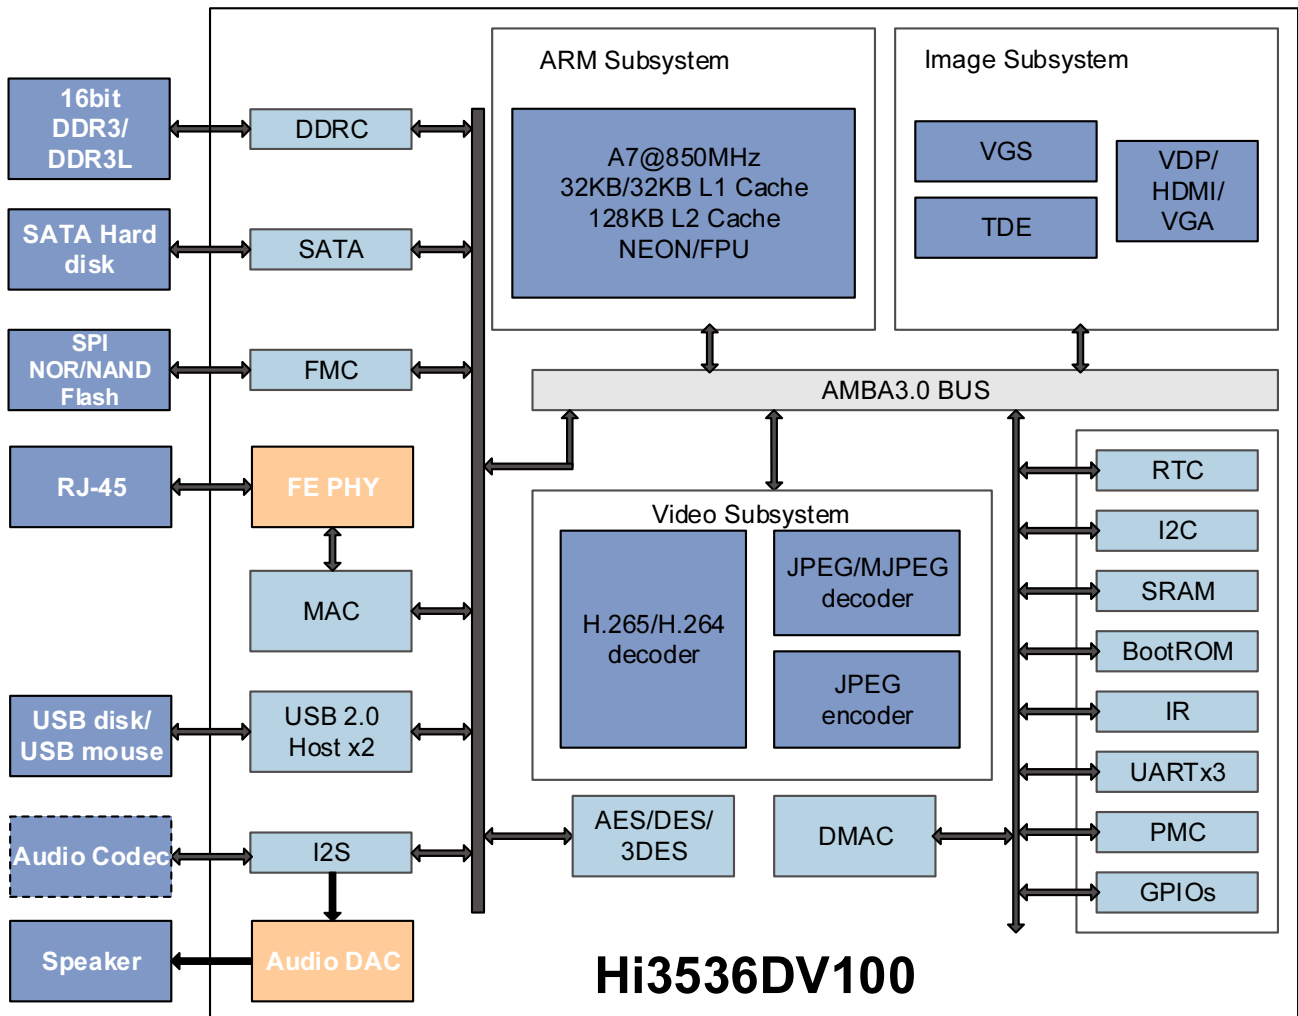 ARM Subsystem
Image Subsystem
16bit
DDR3/
DDR3L
DDRC
A7@850MHz
32KB/32KB L1 Cache
128KB L2 Cache
NEON/FPU
VGS
TDE
VDP/
HDMI/
VGA
SATA Hard
disk
SATA
SPI
NOR/NAND
Flash
FMC
AMBA3.0 BUS
RJ-45
FE PHY
MAC
Video Subsystem
H.265/H.264
decoder
JPEG/MJPEG
decoder
JPEG
encoder
RTC
I2C
SRAM
BootROM
IR
UARTx3
PMC
GPIOs
USB disk/
USB mouse
USB 2.0
Host x2
Audio Codec
I2S
AES/DES/
3DES
DMAC
Speaker
Audio DAC
Hi3536DV100